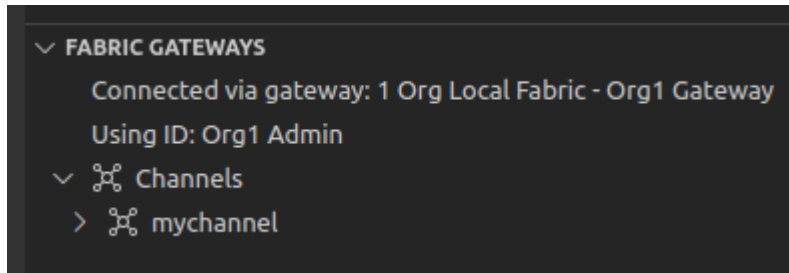 FABRIC GATEWAYS
Connected via gateway: 1 Org Local Fabric - Org1 Gateway
Using ID: Org1 Admin
Channels
mychannel